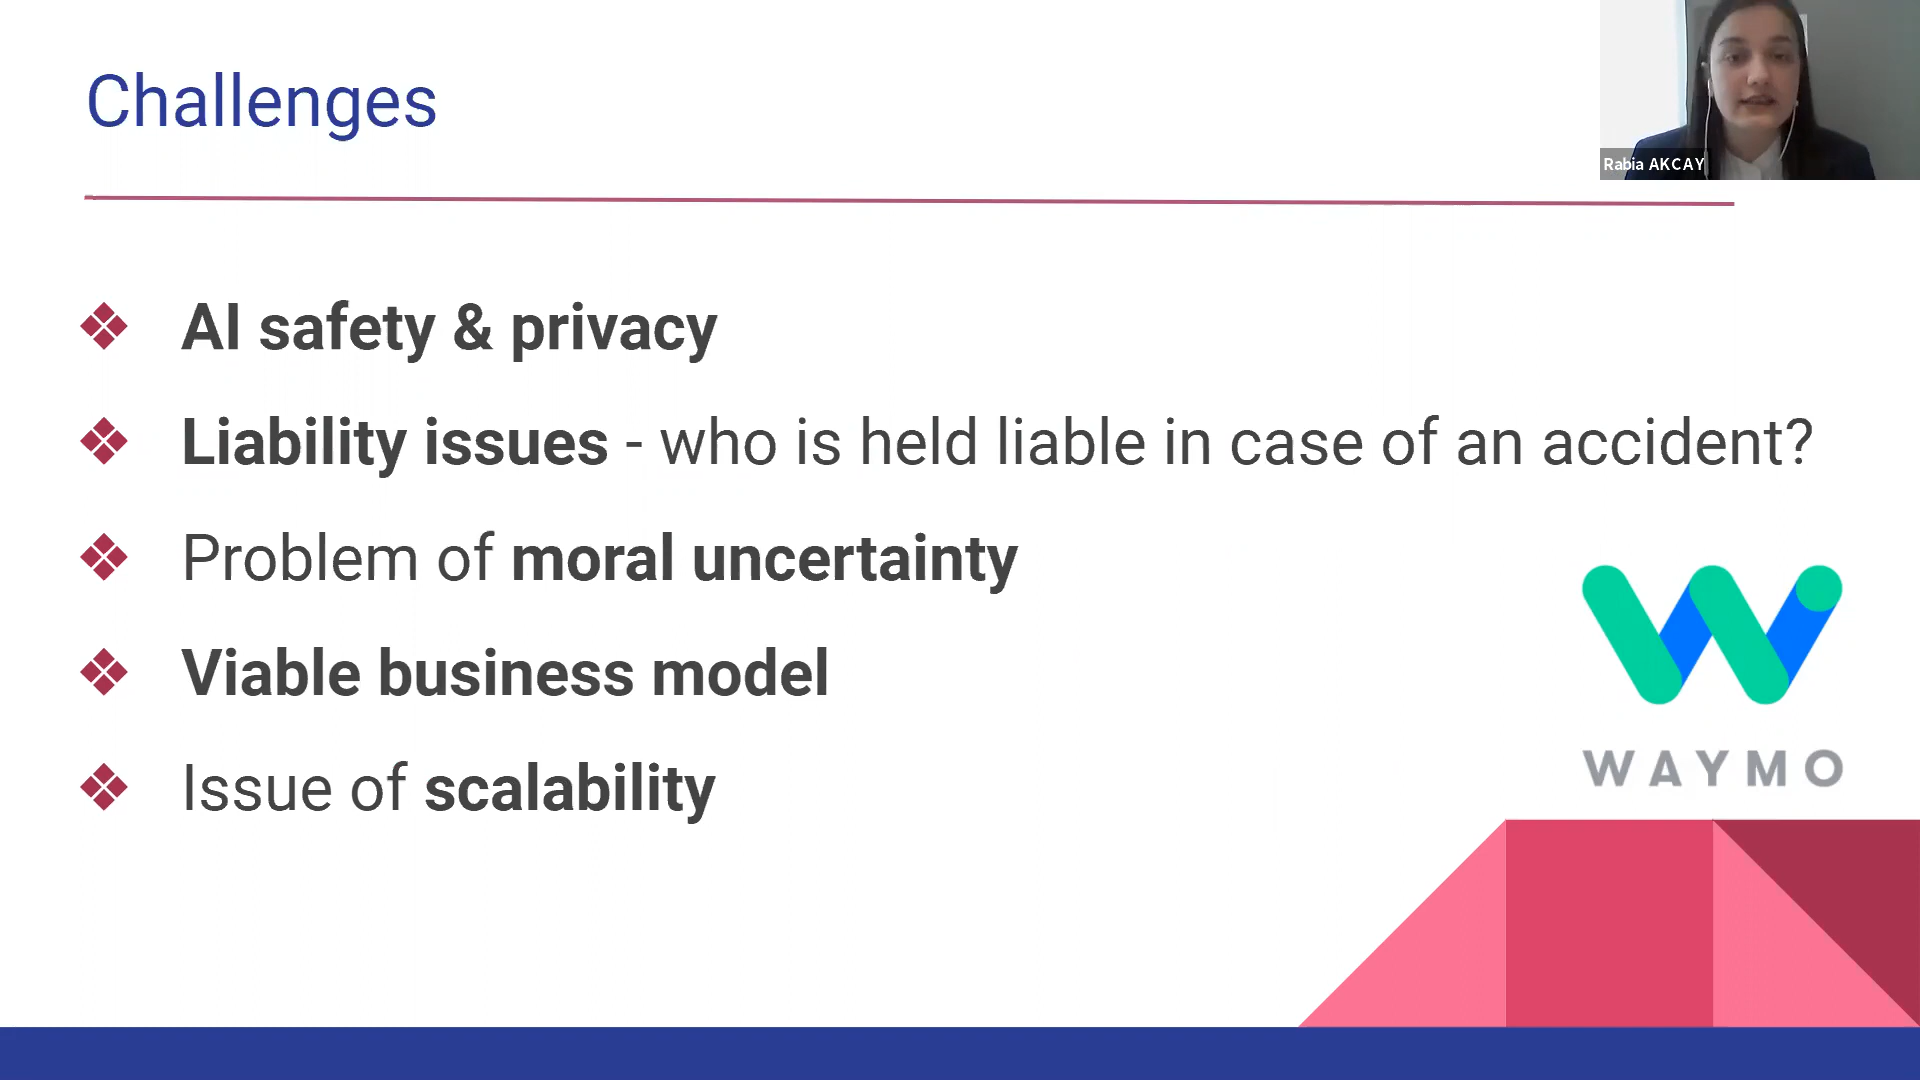 Challenges
Rabia AKCAY
AI safety & privacy
Liability issues - who is held liable in case of an accident?
Problem of moral uncertainty
Viable business model
Issue of scalability
WAYMO